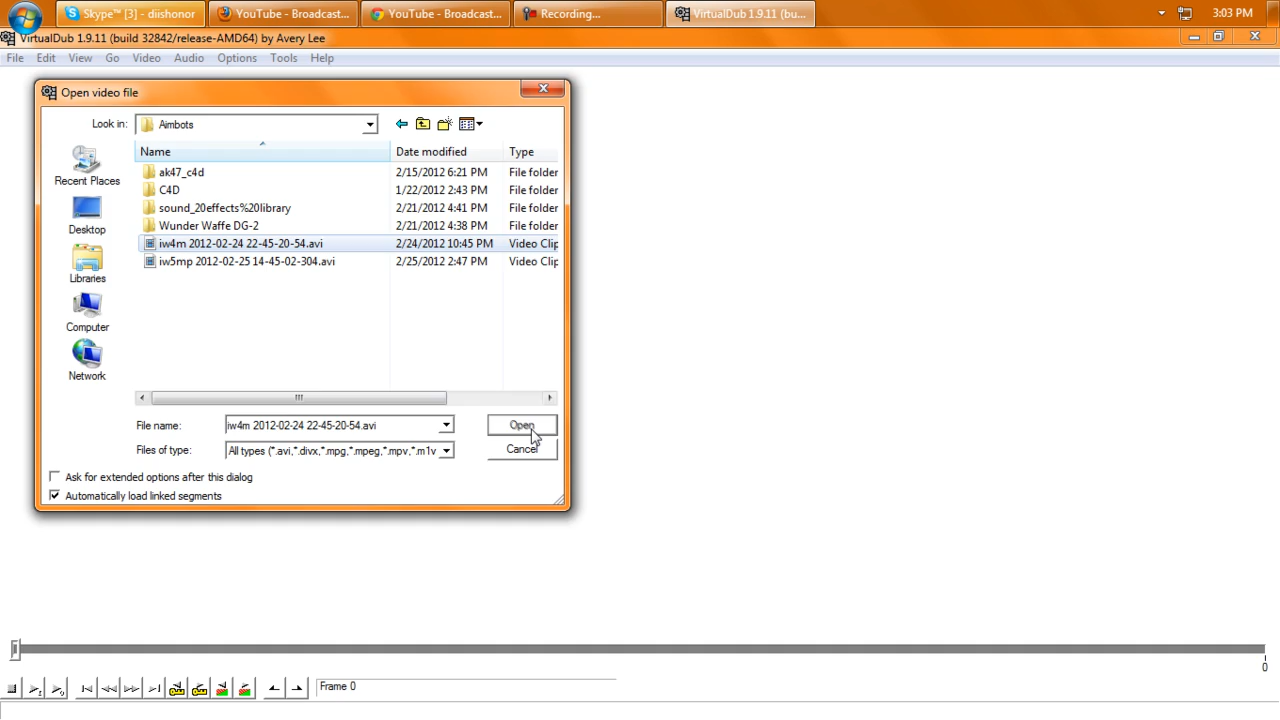 Skype™ [3] - diishonor
YouTube - Broadcast...
YouTube - Broadcast...
Recording...
VirtualDub 1.9.11 (bu...
3:03 PM
VirtualDub 1.9.11 (build 32842/release-AMD64) by Avery Lee
File Edit View Go Video Audio Options Tools Help
Open video file
Look in: Aimbots
Name Date modified Type
ak47_c4d 2/15/2012 6:21 PM File folder
C4D 1/22/2012 2:43 PM File folder
sound_20effects%20library 2/21/2012 4:41 PM File folder
Wunder Waffe DG-2 2/21/2012 4:38 PM File folder
iw4m 2012-02-24 22-45-20-54.avi 2/24/2012 10:45 PM Video Clip
iw5mp 2012-02-25 14-45-02-304.avi 2/25/2012 2:47 PM Video Clip
Recent Places
Desktop
Libraries
Computer
Network
File name: iw4m 2012-02-24 22-45-20-54.avi Open
Files of type: All types (*.avi,*.divx,*.mpg,*.mpeg,*.mpv,*.m1v Cancel
Ask for extended options after this dialog
Automatically load linked segments
0
Frame 0